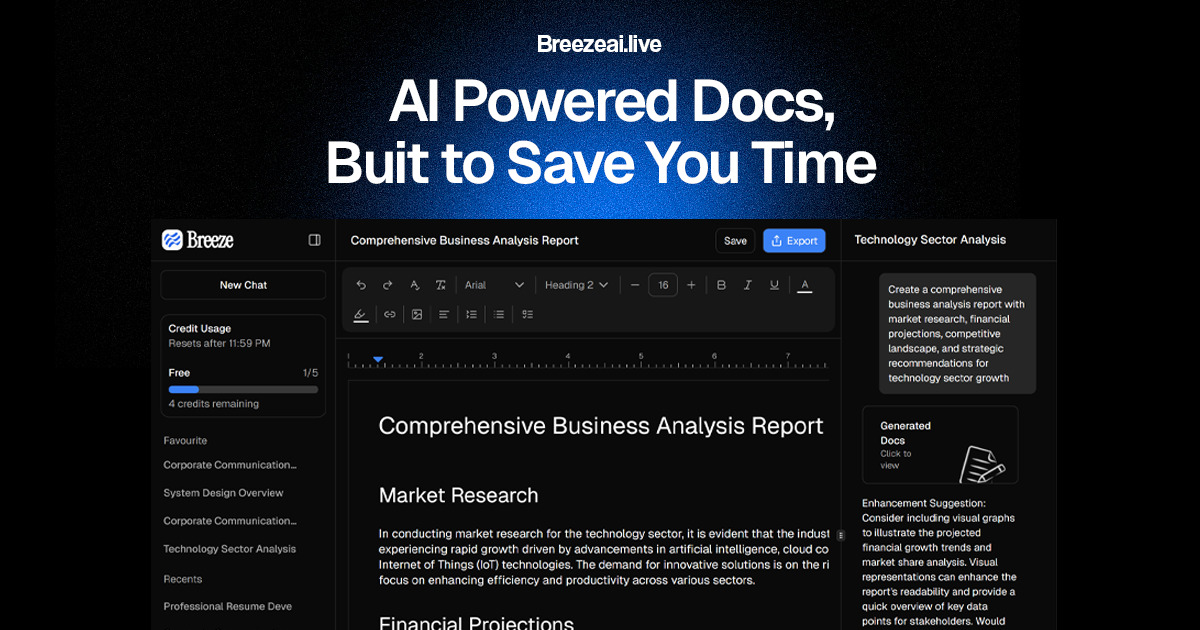 Breezeai.live
AI Powered Docs,
Buit to Save You Time
Breeze
New Chat
Credit Usage
Resets after 11:59 PM
Free 1/5
4 credits remaining
Favourite
Corporate Communication...
System Design Overview
Corporate Communication...
Technology Sector Analysis
Recents
Professional Resume Deve
Comprehensive Business Analysis Report
Save
Export
Arial
Heading 2
16
B I U A
1 2 3 4 5 6 7
Comprehensive Business Analysis Report
Market Research
In conducting market research for the technology sector, it is evident that the indust
experiencing rapid growth driven by advancements in artificial intelligence, cloud co
Internet of Things (IoT) technologies. The demand for innovative solutions is on the ri
focus on enhancing efficiency and productivity across various sectors.
Financial Projections
Technology Sector Analysis
Create a comprehensive
business analysis report with
market research, financial
projections, competitive
landscape, and strategic
recommendations for
technology sector growth
Generated
Docs
Click to
view
Enhancement Suggestion:
Consider including visual graphs
to illustrate the projected
financial growth trends and
market share analysis. Visual
representations can enhance the
report's readability and provide a
quick overview of key data
points for stakeholders. Would